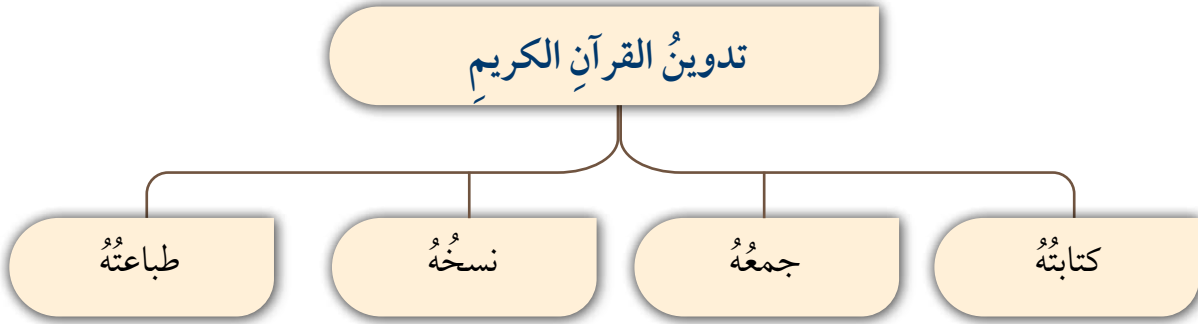 تدوينُ القرآنِ الكريمِ
كتابتُهُ
جمعُهُ
نسخُهُ
طباعتُهُ